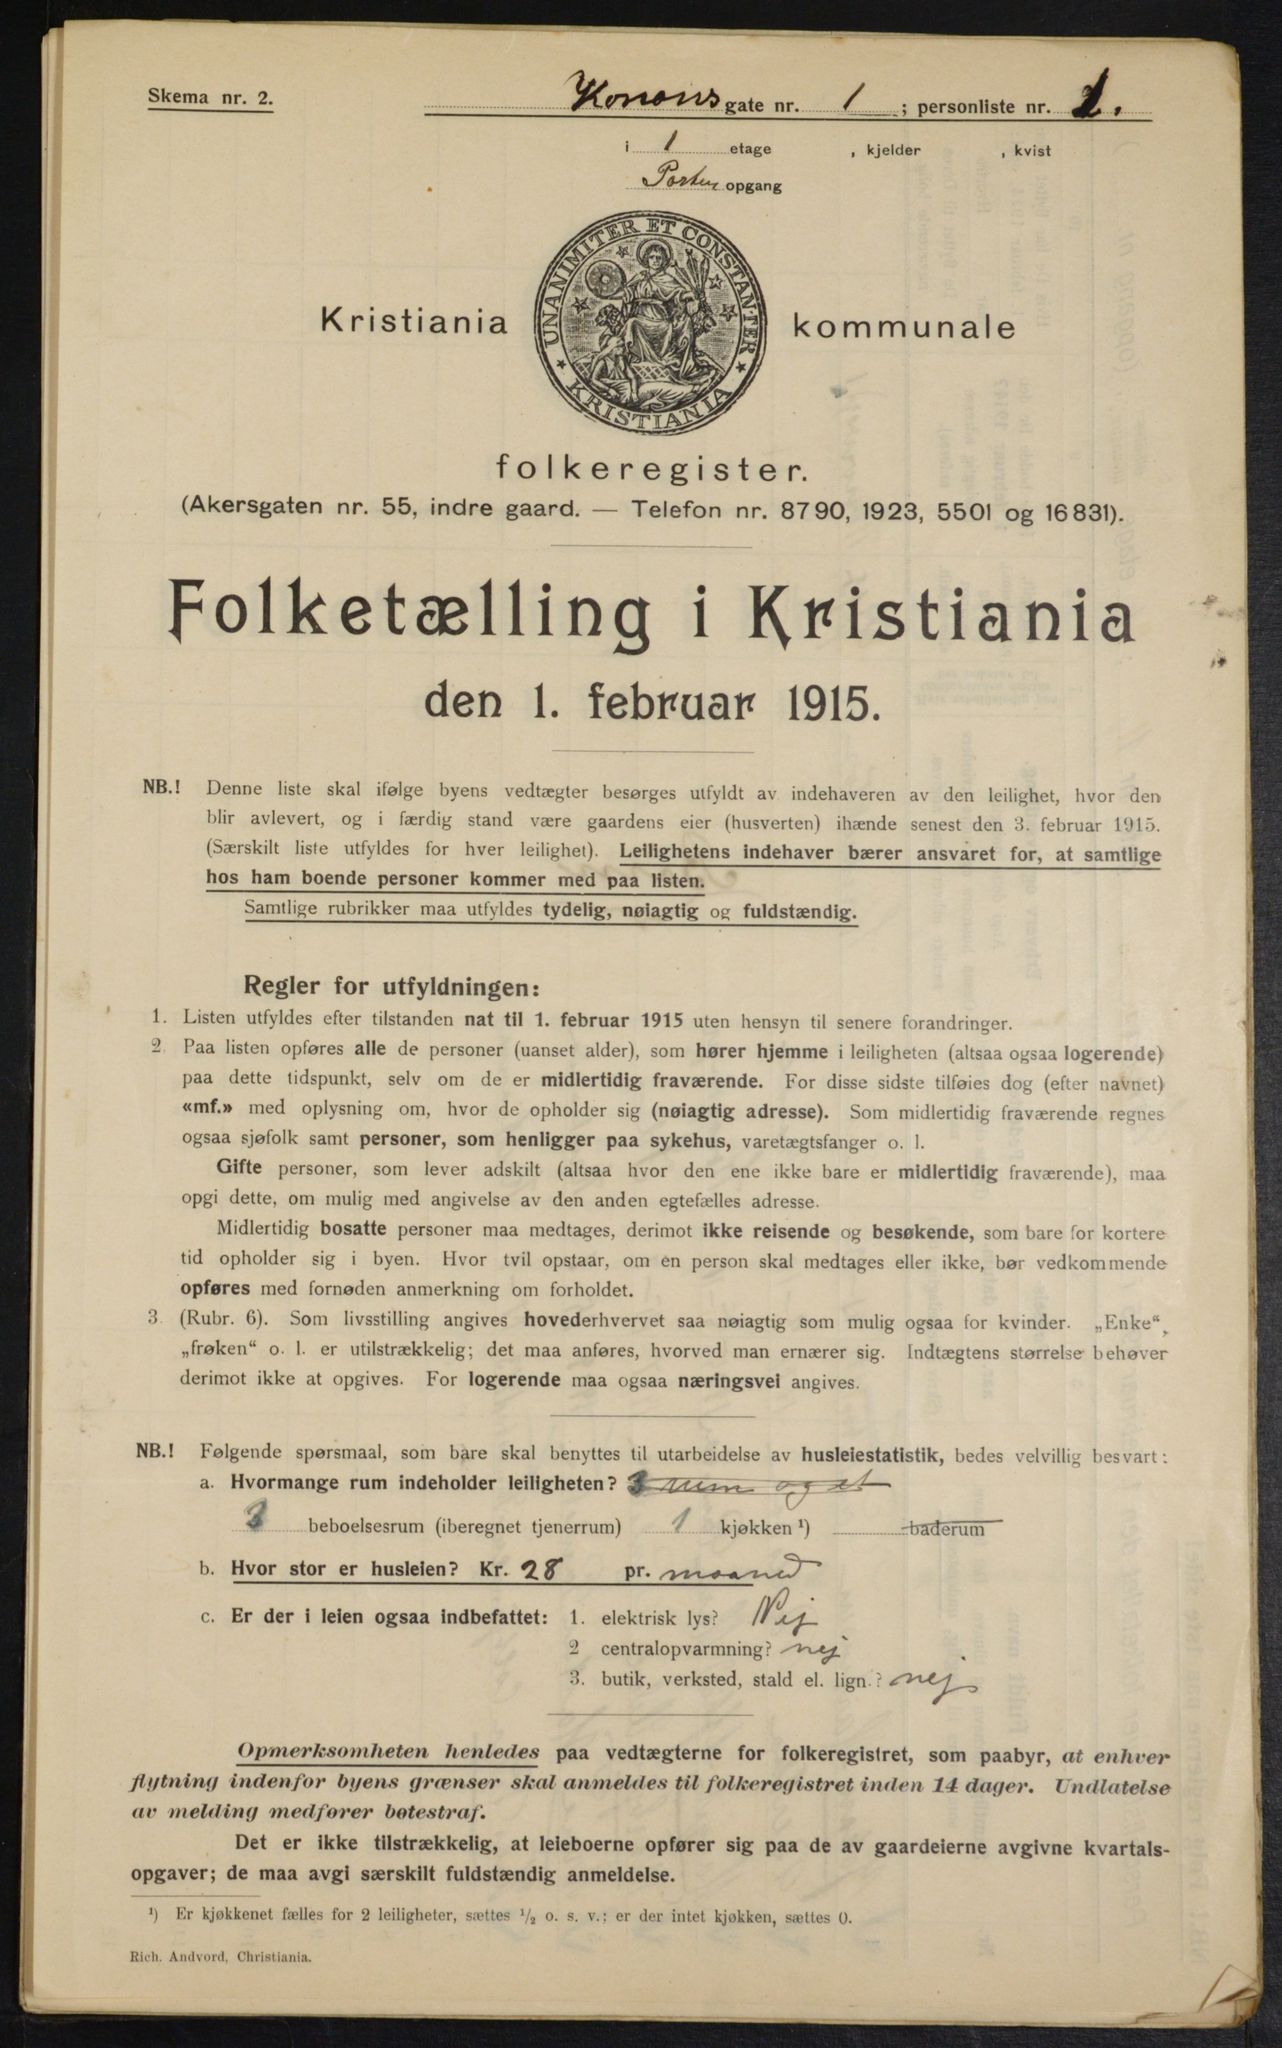 Skema nr. 2.
Konows gate nr. 1 ; personliste nr. 1.
i 1 etage , kjelder , kvist
Porten opgang
UNANIMITER ET CONSTANTER
KRISTIANIA
Kristiania kommunale
folkeregister.
(Akersgaten nr. 55, indre gaard. — Telefon nr. 8790, 1923, 5501 og 16831).
Folketælling i Kristiania
den 1. februar 1915.
NB.! Denne liste skal ifølge byens vedtægter besørges utfyldt av indehaveren av den leilighet, hvor den
blir avlevert, og i færdig stand være gaardens eier (husverten) ihænde senest den 3. februar 1915.
(Særskilt liste utfyldes for hver leilighet). Leilighetens indehaver bærer ansvaret for, at samtlige
hos ham boende personer kommer med paa listen.
Samtlige rubrikker maa utfyldes tydelig, nøiagtig og fuldstændig.
Regler for utfyldningen:
1. Listen utfyldes efter tilstanden nat til 1. februar 1915 uten hensyn til senere forandringer.
2. Paa listen opføres alle de personer (uanset alder), som hører hjemme i leiligheten (altsaa ogsaa logerende)
paa dette tidspunkt, selv om de er midlertidig fraværende. For disse sidste tilføies dog (efter navnet)
«mf.» med oplysning om, hvor de opholder sig (nøiagtig adresse). Som midlertidig fraværende regnes
ogsaa sjøfolk samt personer, som henligger paa sykehus, varetægtsfanger o. l.
Gifte personer, som lever adskilt (altsaa hvor den ene ikke bare er midlertidig fraværende), maa
opgi dette, om mulig med angivelse av den anden egtefælles adresse.
Midlertidig bosatte personer maa medtages, derimot ikke reisende og besøkende, som bare for kortere
tid opholder sig i byen. Hvor tvil opstaar, om en person skal medtages eller ikke, bør vedkommende
opføres med fornøden anmerkning om forholdet.
3. (Rubr. 6). Som livsstilling angives hovederhvervet saa nøiagtig som mulig ogsaa for kvinder. „Enke“,
„frøken“ o. l. er utilstrækkelig; det maa anføres, hvorved man ernærer sig. Indtægtens størrelse behøver
derimot ikke at opgives. For logerende maa ogsaa næringsvei angives.
NB.! Følgende spørsmaal, som bare skal benyttes til utarbeidelse av husleiestatistik, bedes velvillig besvart:
a. Hvormange rum indeholder leiligheten? 3 rum og et
3 beboelsesrum (iberegnet tjenerrum) 1 kjøkken ¹) baderum
b. Hvor stor er husleien? Kr. 28 pr. maaned
c. Er der i leien ogsaa indbefattet: 1. elektrisk lys? Nej
2 centralopvarmning? nej
3. butik, verksted, stald el. lign.? nej
Opmerksomheten henledes paa vedtægterne for folkeregistret, som paabyr, at enhver
flytning indenfor byens grænser skal anmeldes til folkeregistret inden 14 dager. Undlatelse
av melding medfører bøtestraf.
Det er ikke tilstrækkelig, at leieboerne opfører sig paa de av gaardeierne avgivne kvartals-
opgaver; de maa avgi særskilt fuldstændig anmeldelse.
¹) Er kjøkkenet fælles for 2 leiligheter, sættes ½ o. s. v.; er der intet kjøkken, sættes 0.
Rich. Andvord, Christiania.